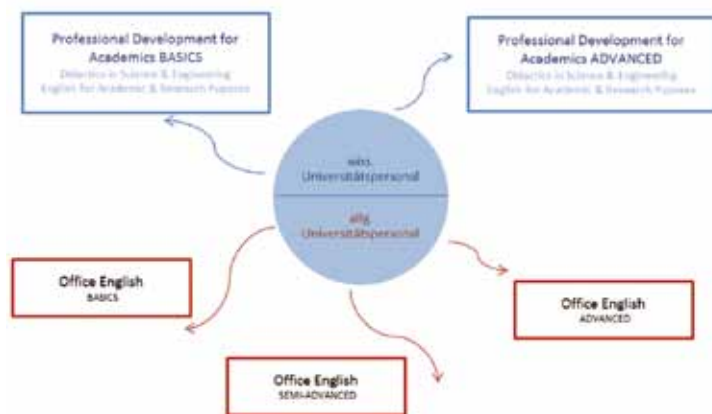 Professional Development for
Academics BASICS
Didactics in Science & Engineering
English for Academic & Research Puposes
Professional Development for
Academics ADVANCED
Didactics in Science & Engineering
English for Academic & Research Puposes
wiss.
Universitätspersonal
allg.
Universitätspersonal
Office English
BASICS
Office English
ADVANCED
Office English
SEMI-ADVANCED